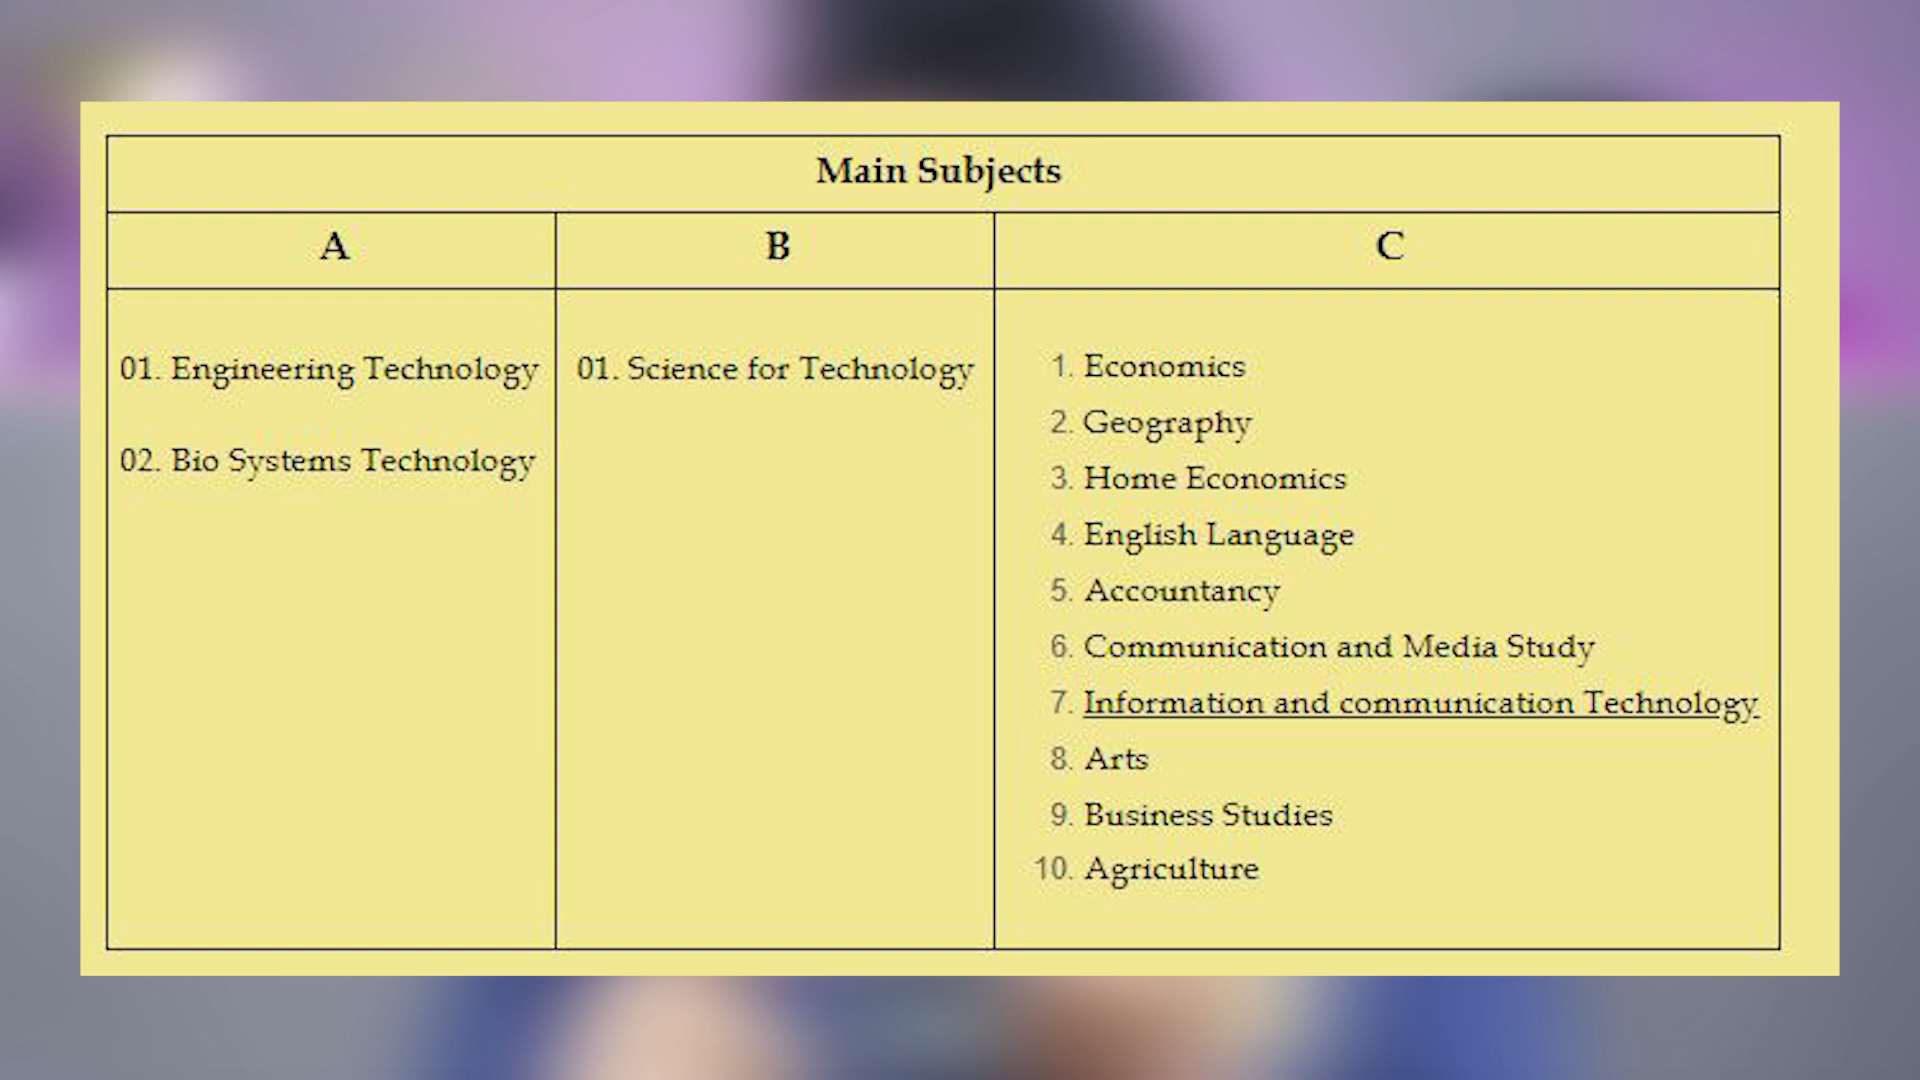 Main Subjects
A
B
C
01. Engineering Technology
02. Bio Systems Technology
01. Science for Technology
1. Economics
2. Geography
3. Home Economics
4. English Language
5. Accountancy
6. Communication and Media Study
7. Information and communication Technology
8. Arts
9. Business Studies
10. Agriculture